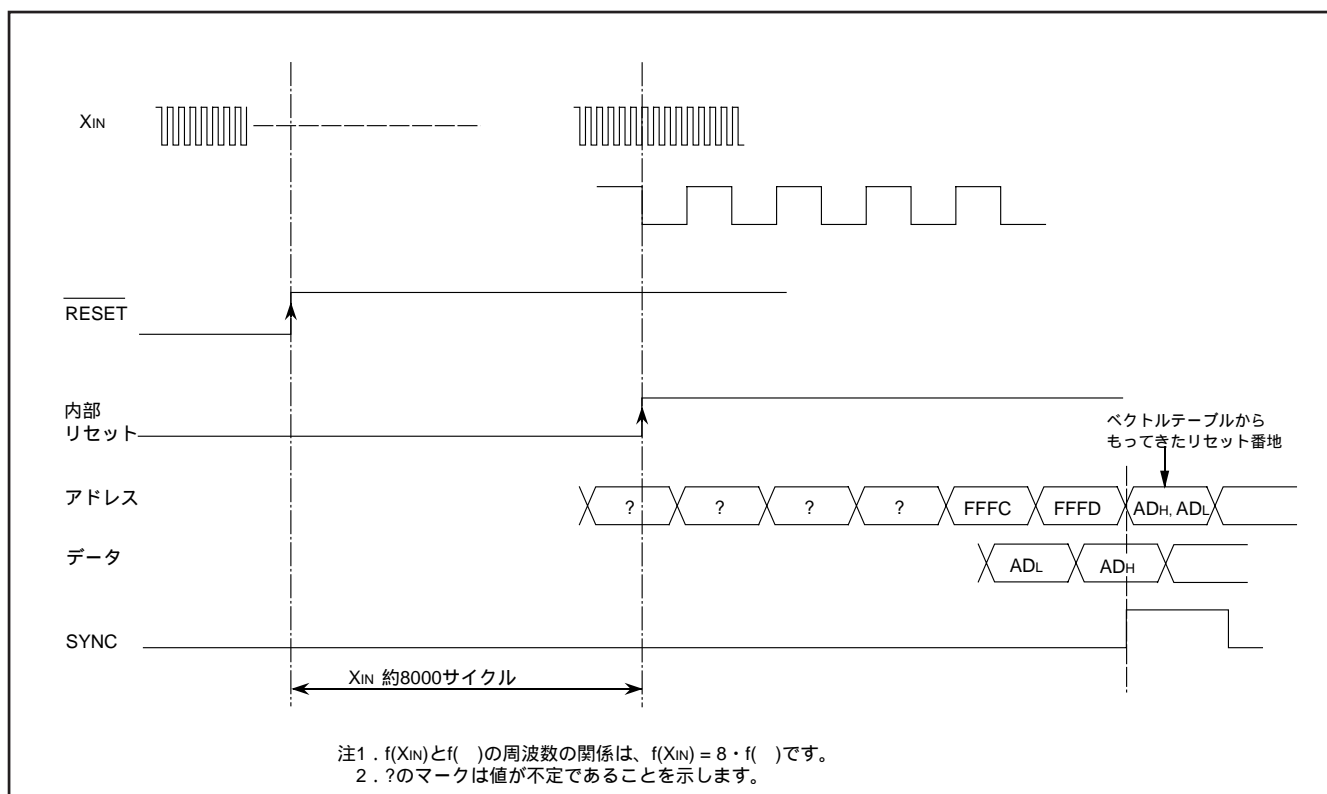 XIN
RESET
内部
リセット
ベクトルテーブルから
もってきたリセット番地
アドレス
? ? ? ? FFFC FFFD ADH, ADL
データ
ADL ADH
SYNC
XIN 約8000サイクル
注1．f(XIN)とf(　)の周波数の関係は、f(XIN) = 8・f(　)です。
2．?のマークは値が不定であることを示します。